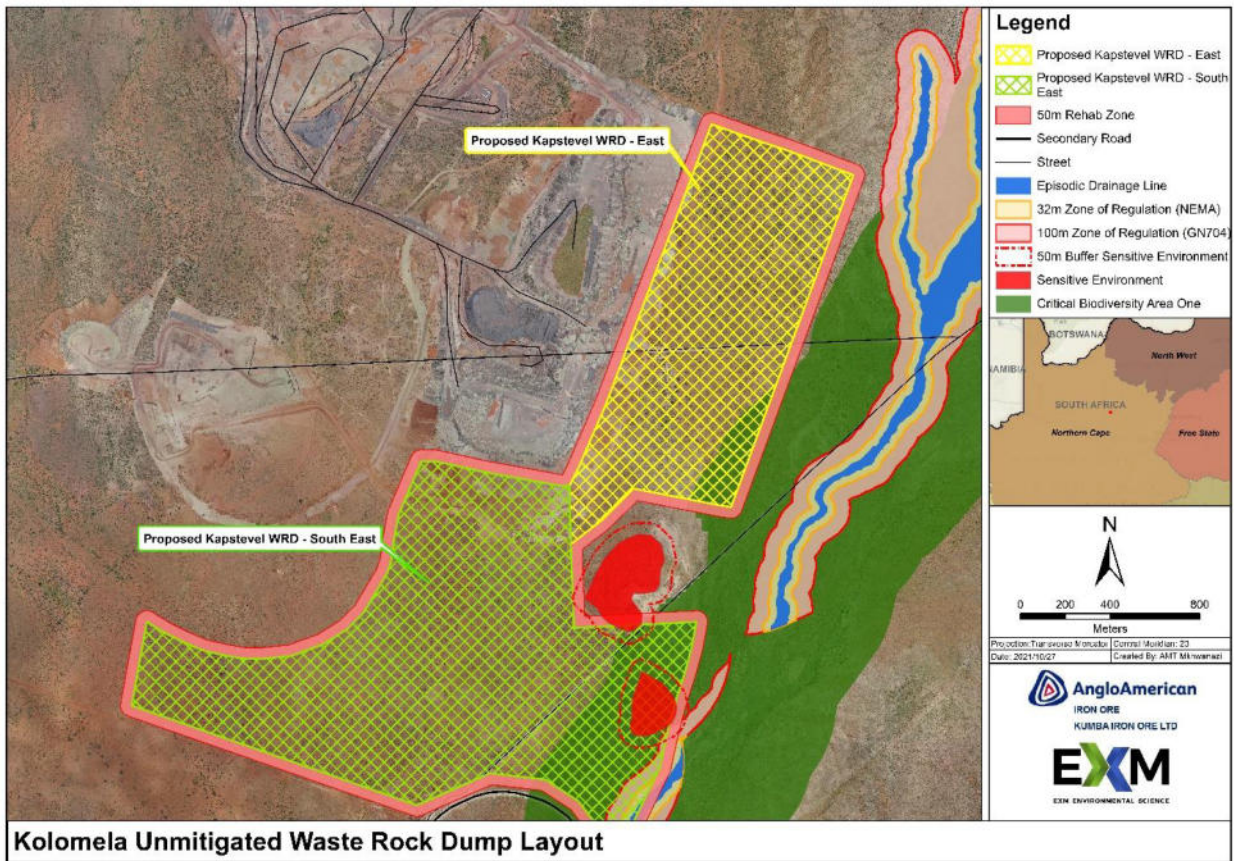 Legend
Proposed Kapstevel WRD - East
Proposed Kapstevel WRD - South
East
50m Rehab Zone
Secondary Road
Street
Episodic Drainage Line
32m Zone of Regulation (NEMA)
100m Zone of Regulation (GN704)
50m Buffer Sensitive Environment
Sensitive Environment
Critical Biodiversity Area One
Proposed Kapstevel WRD - East
Proposed Kapstevel WRD - South East
BOTSWANA
NAMIBIA
North West
SOUTH AFRICA
Northern Cape
Free State
N
0 200 400 800
Meters
Projection:Transverse Mercator Central Meridian: 23
Date: 2021/10/27 Created By: AMT Mkhwanazi
AngloAmerican
IRON ORE
KUMBA IRON ORE LTD
EXM
EXM ENVIRONMENTAL SCIENCE
Kolomela Unmitigated Waste Rock Dump Layout